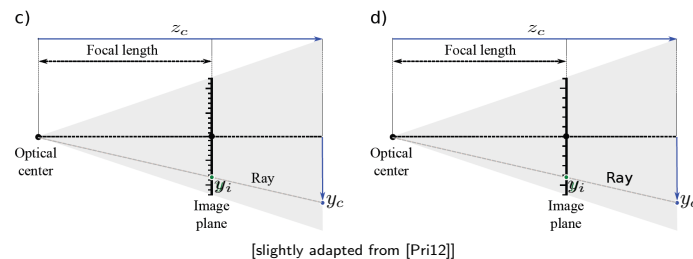 c)
z_c
Focal length
Optical
center
y_i
Ray
y_c
Image
plane
d)
z_c
Focal length
Optical
center
y_i
Ray
y_c
Image
plane
[slightly adapted from [Pri12]]